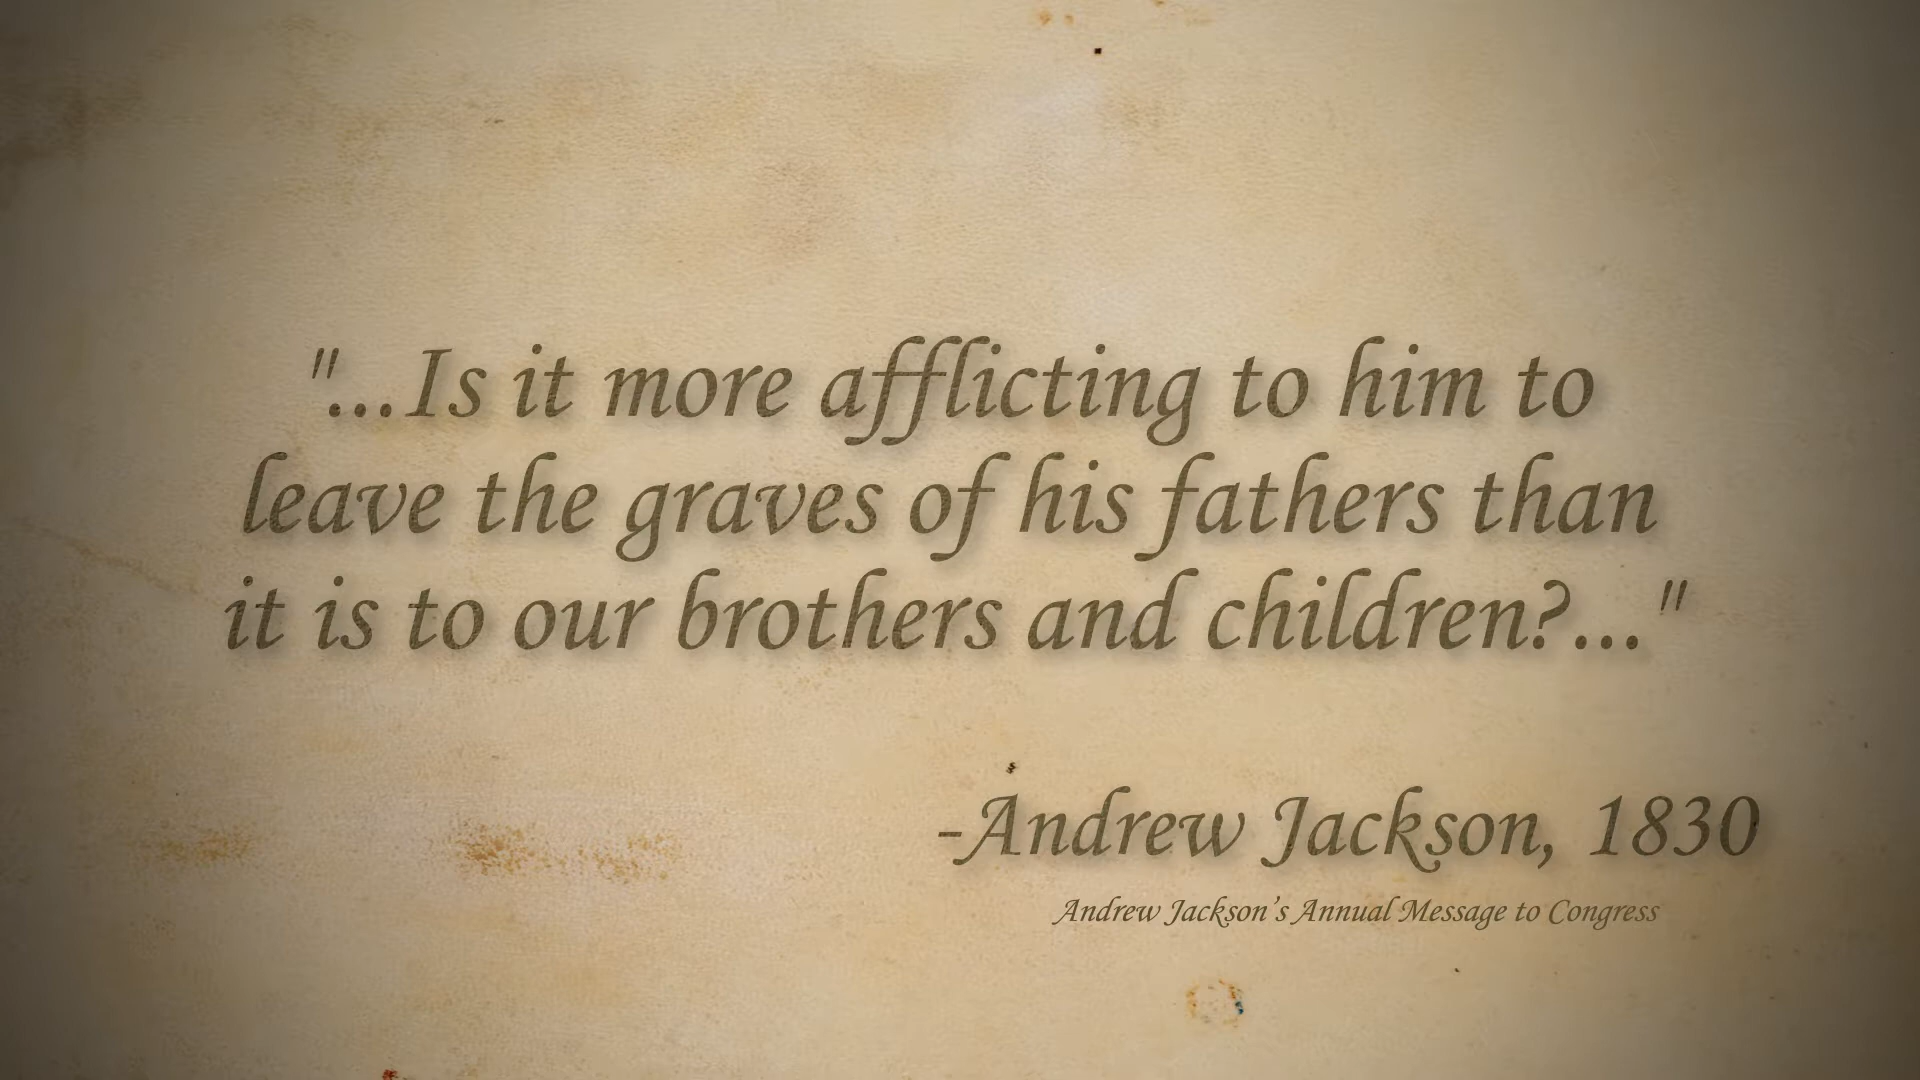 "...Is it more afflicting to him to
leave the graves of his fathers than
it is to our brothers and children?..."
-Andrew Jackson, 1830
Andrew Jackson’s Annual Message to Congress